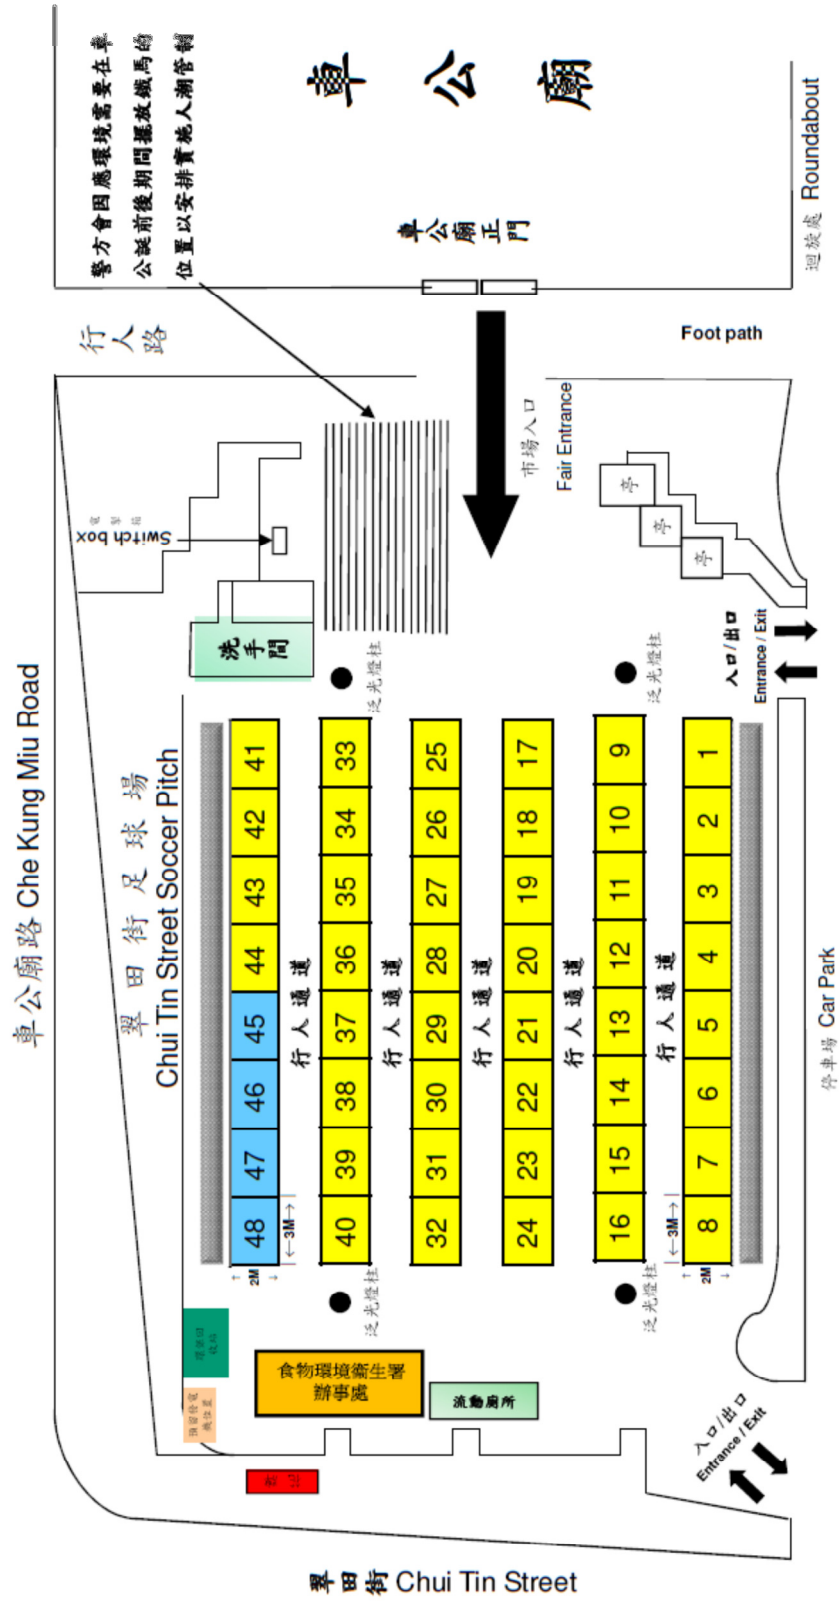 車公廟
車公廟正門
警方會因應環境需要在車
公誕前後期間擺放鐵馬的
位置以安排實施人潮管制
迴旋處 Roundabout
行人路
Foot path
市場入口
Fair Entrance
電掣箱
Switch box
亭
亭
亭
洗手間
入口/出口
Entrance / Exit
泛光燈柱
泛光燈柱
車公廟路 Che Kung Miu Road
翠田街足球場
Chui Tin Street Soccer Pitch
41 42 43 44 45 46 47 48
行人通道
33 34 35 36 37 38 39 40
行人通道
25 26 27 28 29 30 31 32
行人通道
17 18 19 20 21 22 23 24
行人通道
9 10 11 12 13 14 15 16
行人通道
1 2 3 4 5 6 7 8
3M
2M
3M
2M
停車場 Car Park
泛光燈柱
泛光燈柱
食物環境衞生署
辦事處
流動廁所
預留發電
機位置
入口/出口
Entrance / Exit
翠田街 Chui Tin Street